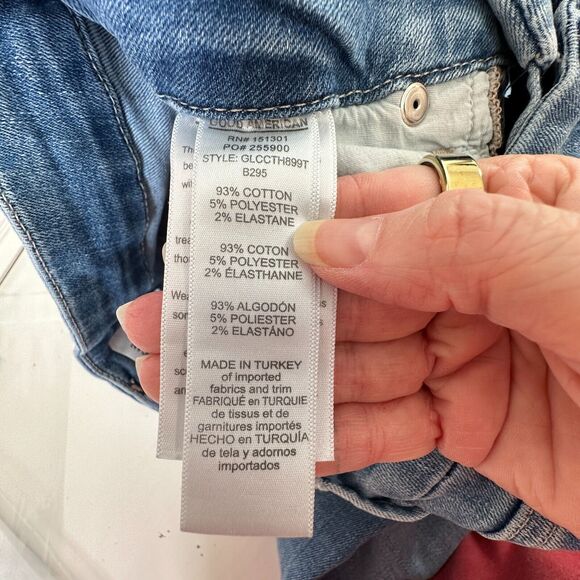 GOOD AMERICAN
RN# 151301
PO# 255900
STYLE: GLCCTH899T
B295
93% COTTON
5% POLYESTER
2% ELASTANE
93% COTON
5% POLYESTER
2% ÉLASTHANNE
93% ALGODÓN
5% POLIESTER
2% ELASTÁNO
MADE IN TURKEY
of imported
fabrics and trim
FABRIQUÉ en TURQUIE
de tissus et de
garnitures importés
HECHO en TURQUÍA
de tela y adornos
importados